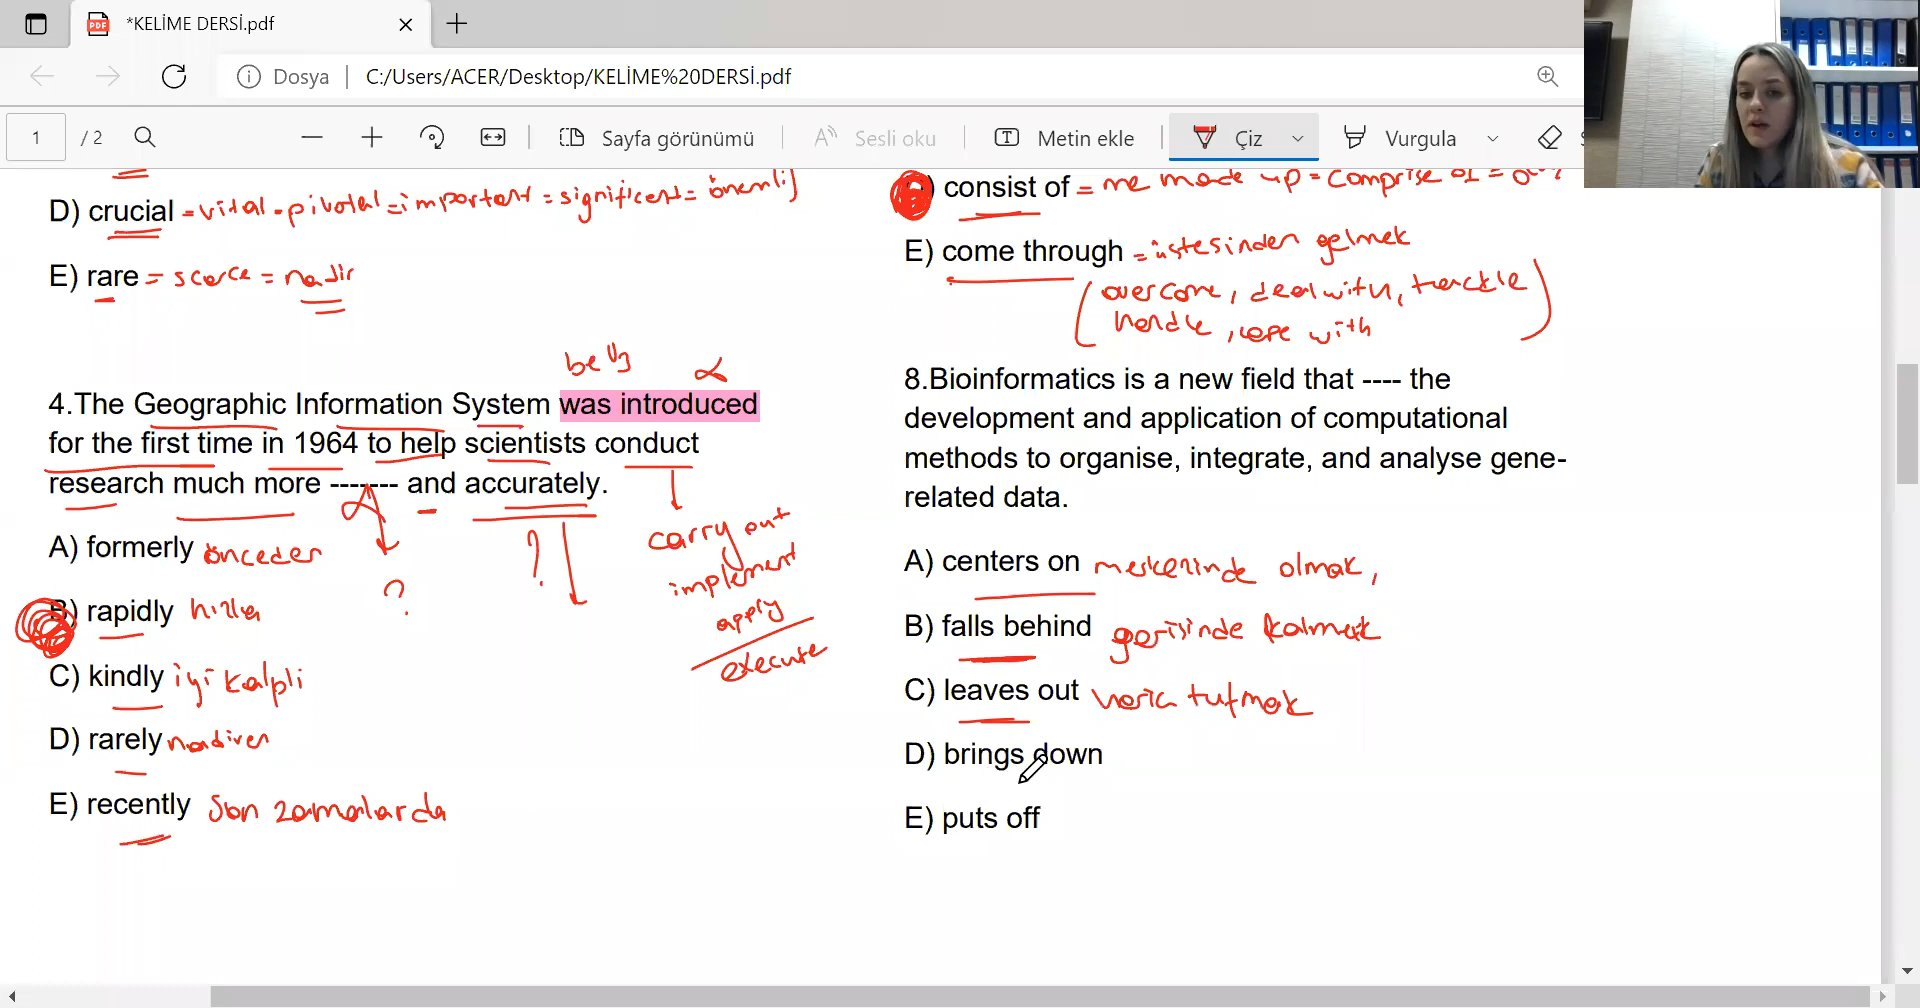 *KELİME DERSİ.pdf
Dosya
C:/Users/ACER/Desktop/KELİME%20DERSİ.pdf
1 / 2
Sayfa görünümü
Sesli oku
Metin ekle
Çiz
Vurgula
D) crucial = vital = pivotal = important = significant = önemli
E) rare = scarce = nadir
be V3
4.The Geographic Information System was introduced
for the first time in 1964 to help scientists conduct
research much more ------- and accurately.
carry out
implement
apply
execute
? ?
A) formerly önceden
B) rapidly hızla
C) kindly iyi kalpli
D) rarely nadiren
E) recently son zamalarda
consist of = me made up = comprise of =
E) come through = üstesinden gelmek
(overcome, deal with, tackle
handle, cope with)
8.Bioinformatics is a new field that ---- the
development and application of computational
methods to organise, integrate, and analyse gene-
related data.
A) centers on merkezinde olmak,
B) falls behind gerisinde kalmak
C) leaves out hariç tutmak
D) brings down
E) puts off